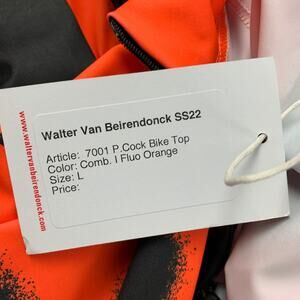 Walter Van Beirendonck SS22
Article:  7001 P.Cock Bike Top
Color: Comb. I Fluo Orange
Size: L
Price:
www.waltervanbeirendonck.com